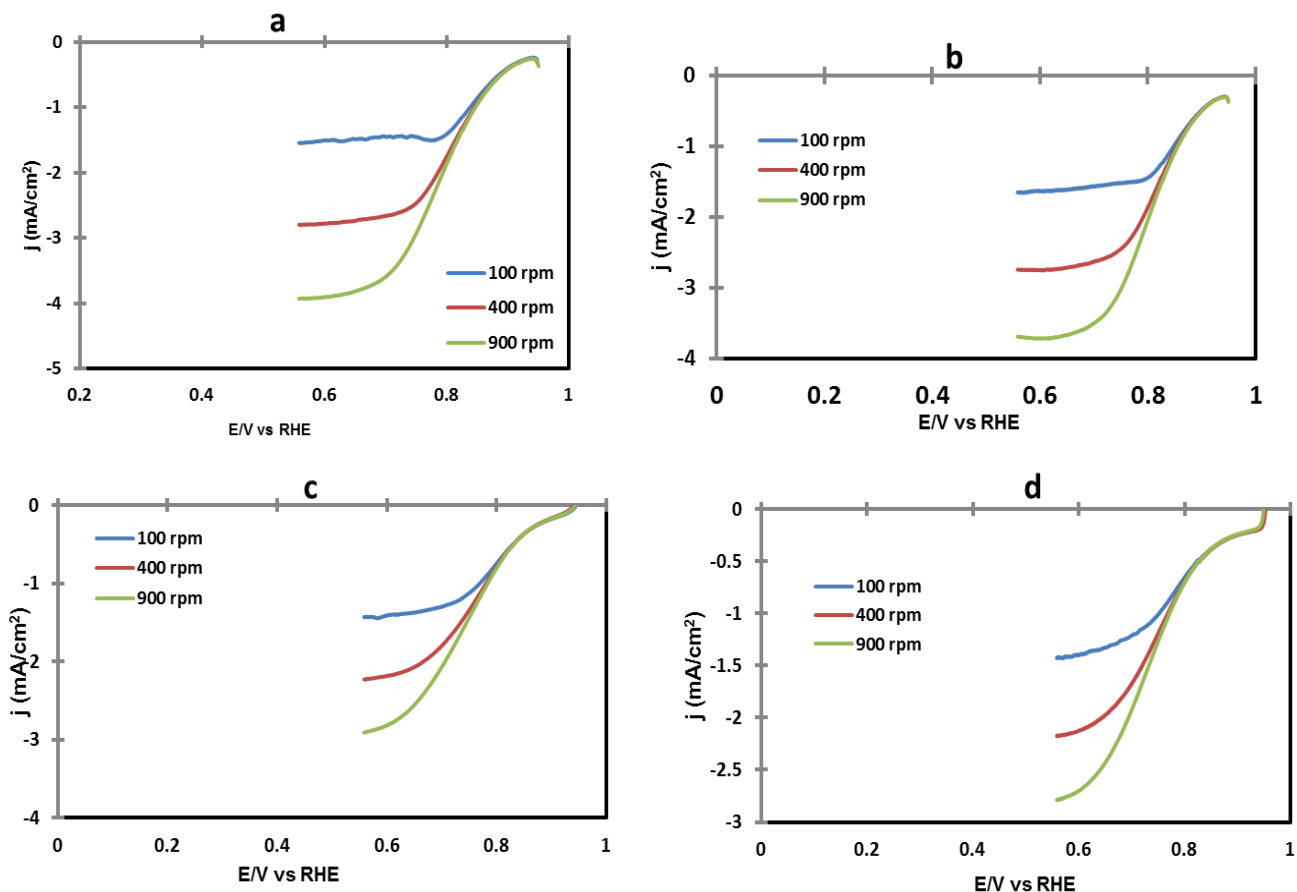 a
0
-1
-2
-3
-4
-5
0.2
0.4
0.6
0.8
1
j (mA/cm²)
E/V vs RHE
100 rpm
400 rpm
900 rpm
b
0
-1
-2
-3
-4
0
0.2
0.4
0.6
0.8
1
j (mA/cm²)
E/V vs RHE
100 rpm
400 rpm
900 rpm
c
0
-1
-2
-3
-4
0
0.2
0.4
0.6
0.8
1
j (mA/cm²)
E/V vs RHE
100 rpm
400 rpm
900 rpm
d
0
-0.5
-1
-1.5
-2
-2.5
-3
0
0.2
0.4
0.6
0.8
1
j (mA/cm²)
E/V vs RHE
100 rpm
400 rpm
900 rpm